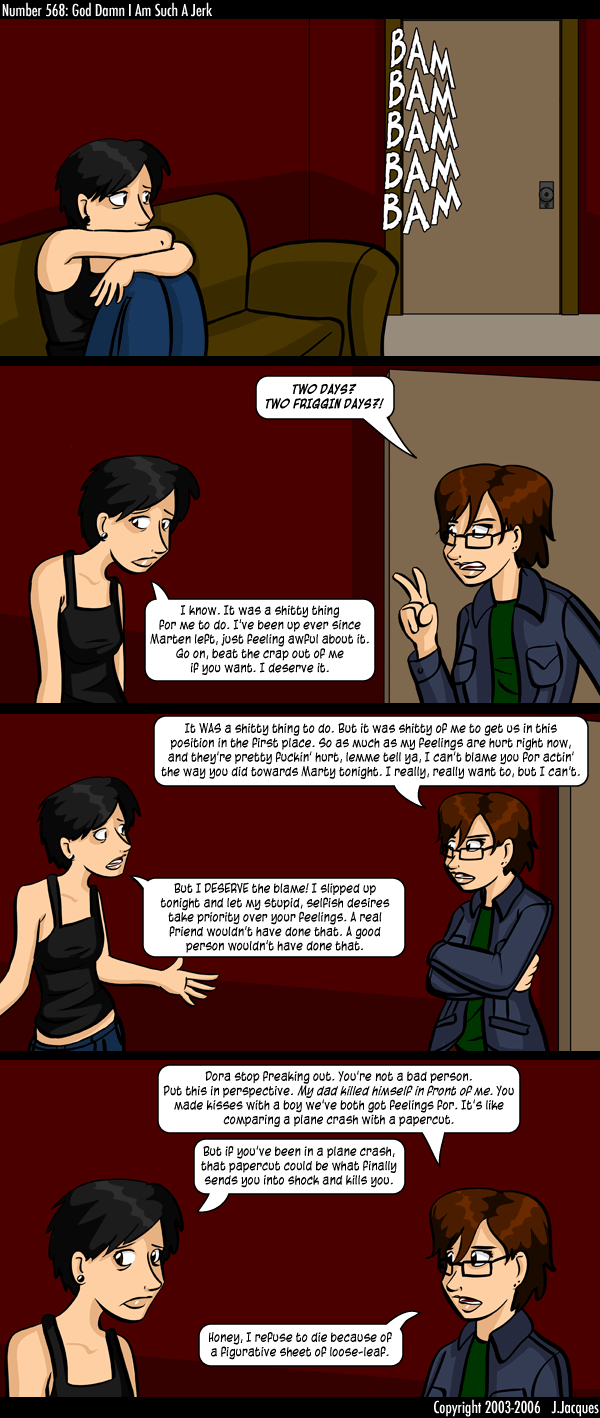 Number 568: God Damn I Am Such A Jerk
BAM
BAM
BAM
BAM
BAM
TWO DAYS?
TWO FRIGGIN DAYS?!
I know. It was a shitty thing
for me to do. I've been up ever since
Marten left, just feeling awful about it.
Go on, beat the crap out of me
if you want. I deserve it.
It WAS a shitty thing to do. But it was shitty of me to get us in this
position in the first place. So as much as my feelings are hurt right now,
and they're pretty fuckin' hurt, lemme tell ya, I can't blame you for actin'
the way you did towards Marty tonight. I really, really want to, but I can't.
But I DESERVE the blame! I slipped up
tonight and let my stupid, selfish desires
take priority over your feelings. A real
friend wouldn't have done that. A good
person wouldn't have done that.
Dora stop freaking out. You're not a bad person.
Put this in perspective. My dad killed himself in front of me. You
made kisses with a boy we've both got feelings for. It's like
comparing a plane crash with a papercut.
But if you've been in a plane crash,
that papercut could be what finally
sends you into shock and kills you.
Honey, I refuse to die because of
a figurative sheet of loose-leaf.
Copyright 2003-2006 J.Jacques